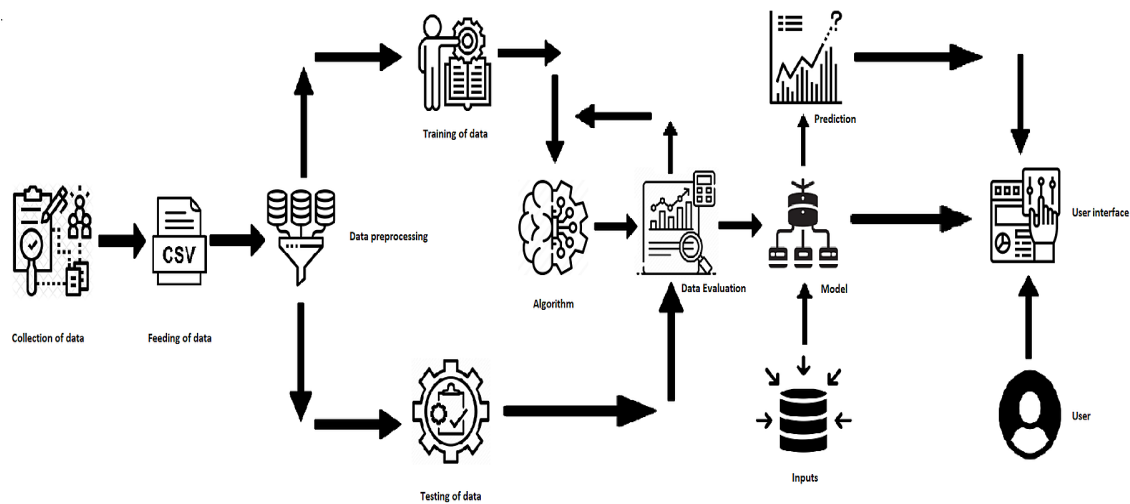 Training of data
Prediction
User interface
Data preprocessing
CSV
Data Evaluation
Model
Algorithm
Collection of data
Feeding of data
User
Inputs
Testing of data
?